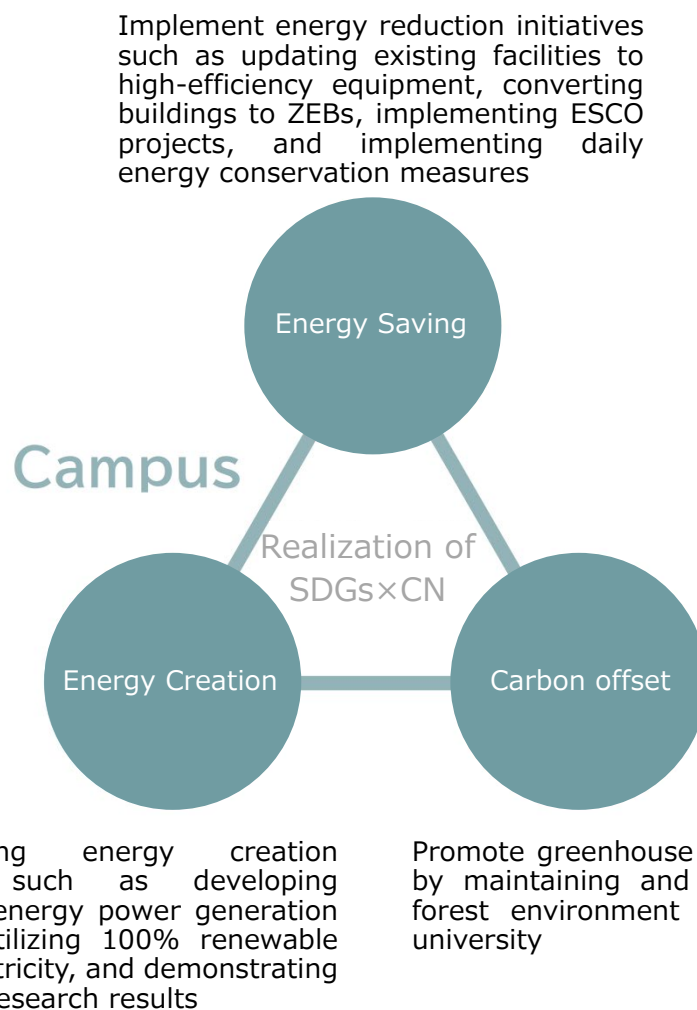 Implement energy reduction initiatives
such as updating existing facilities to
high-efficiency equipment, converting
buildings to ZEBs, implementing ESCO
projects, and implementing daily
energy conservation measures
Energy Saving
Campus
Realization of
SDGs×CN
Energy Creation
Carbon offset
energy creation
such as developing
energy power generation
100% renewable
and demonstrating
results
Promote greenhouse
by maintaining and
forest environment
university